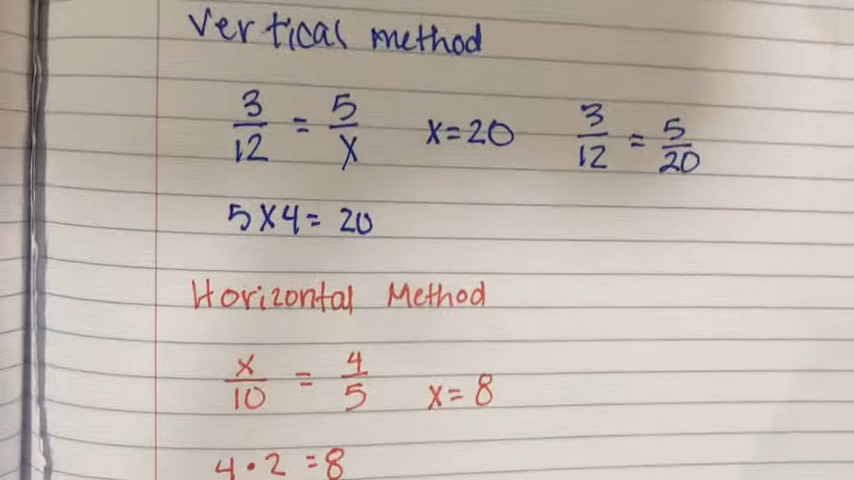 Vertical method
3/12 = 5/x x=20 3/12 = 5/20
5x4= 20
Horizontal Method
x/10 = 4/5 x= 8
4·2 =8